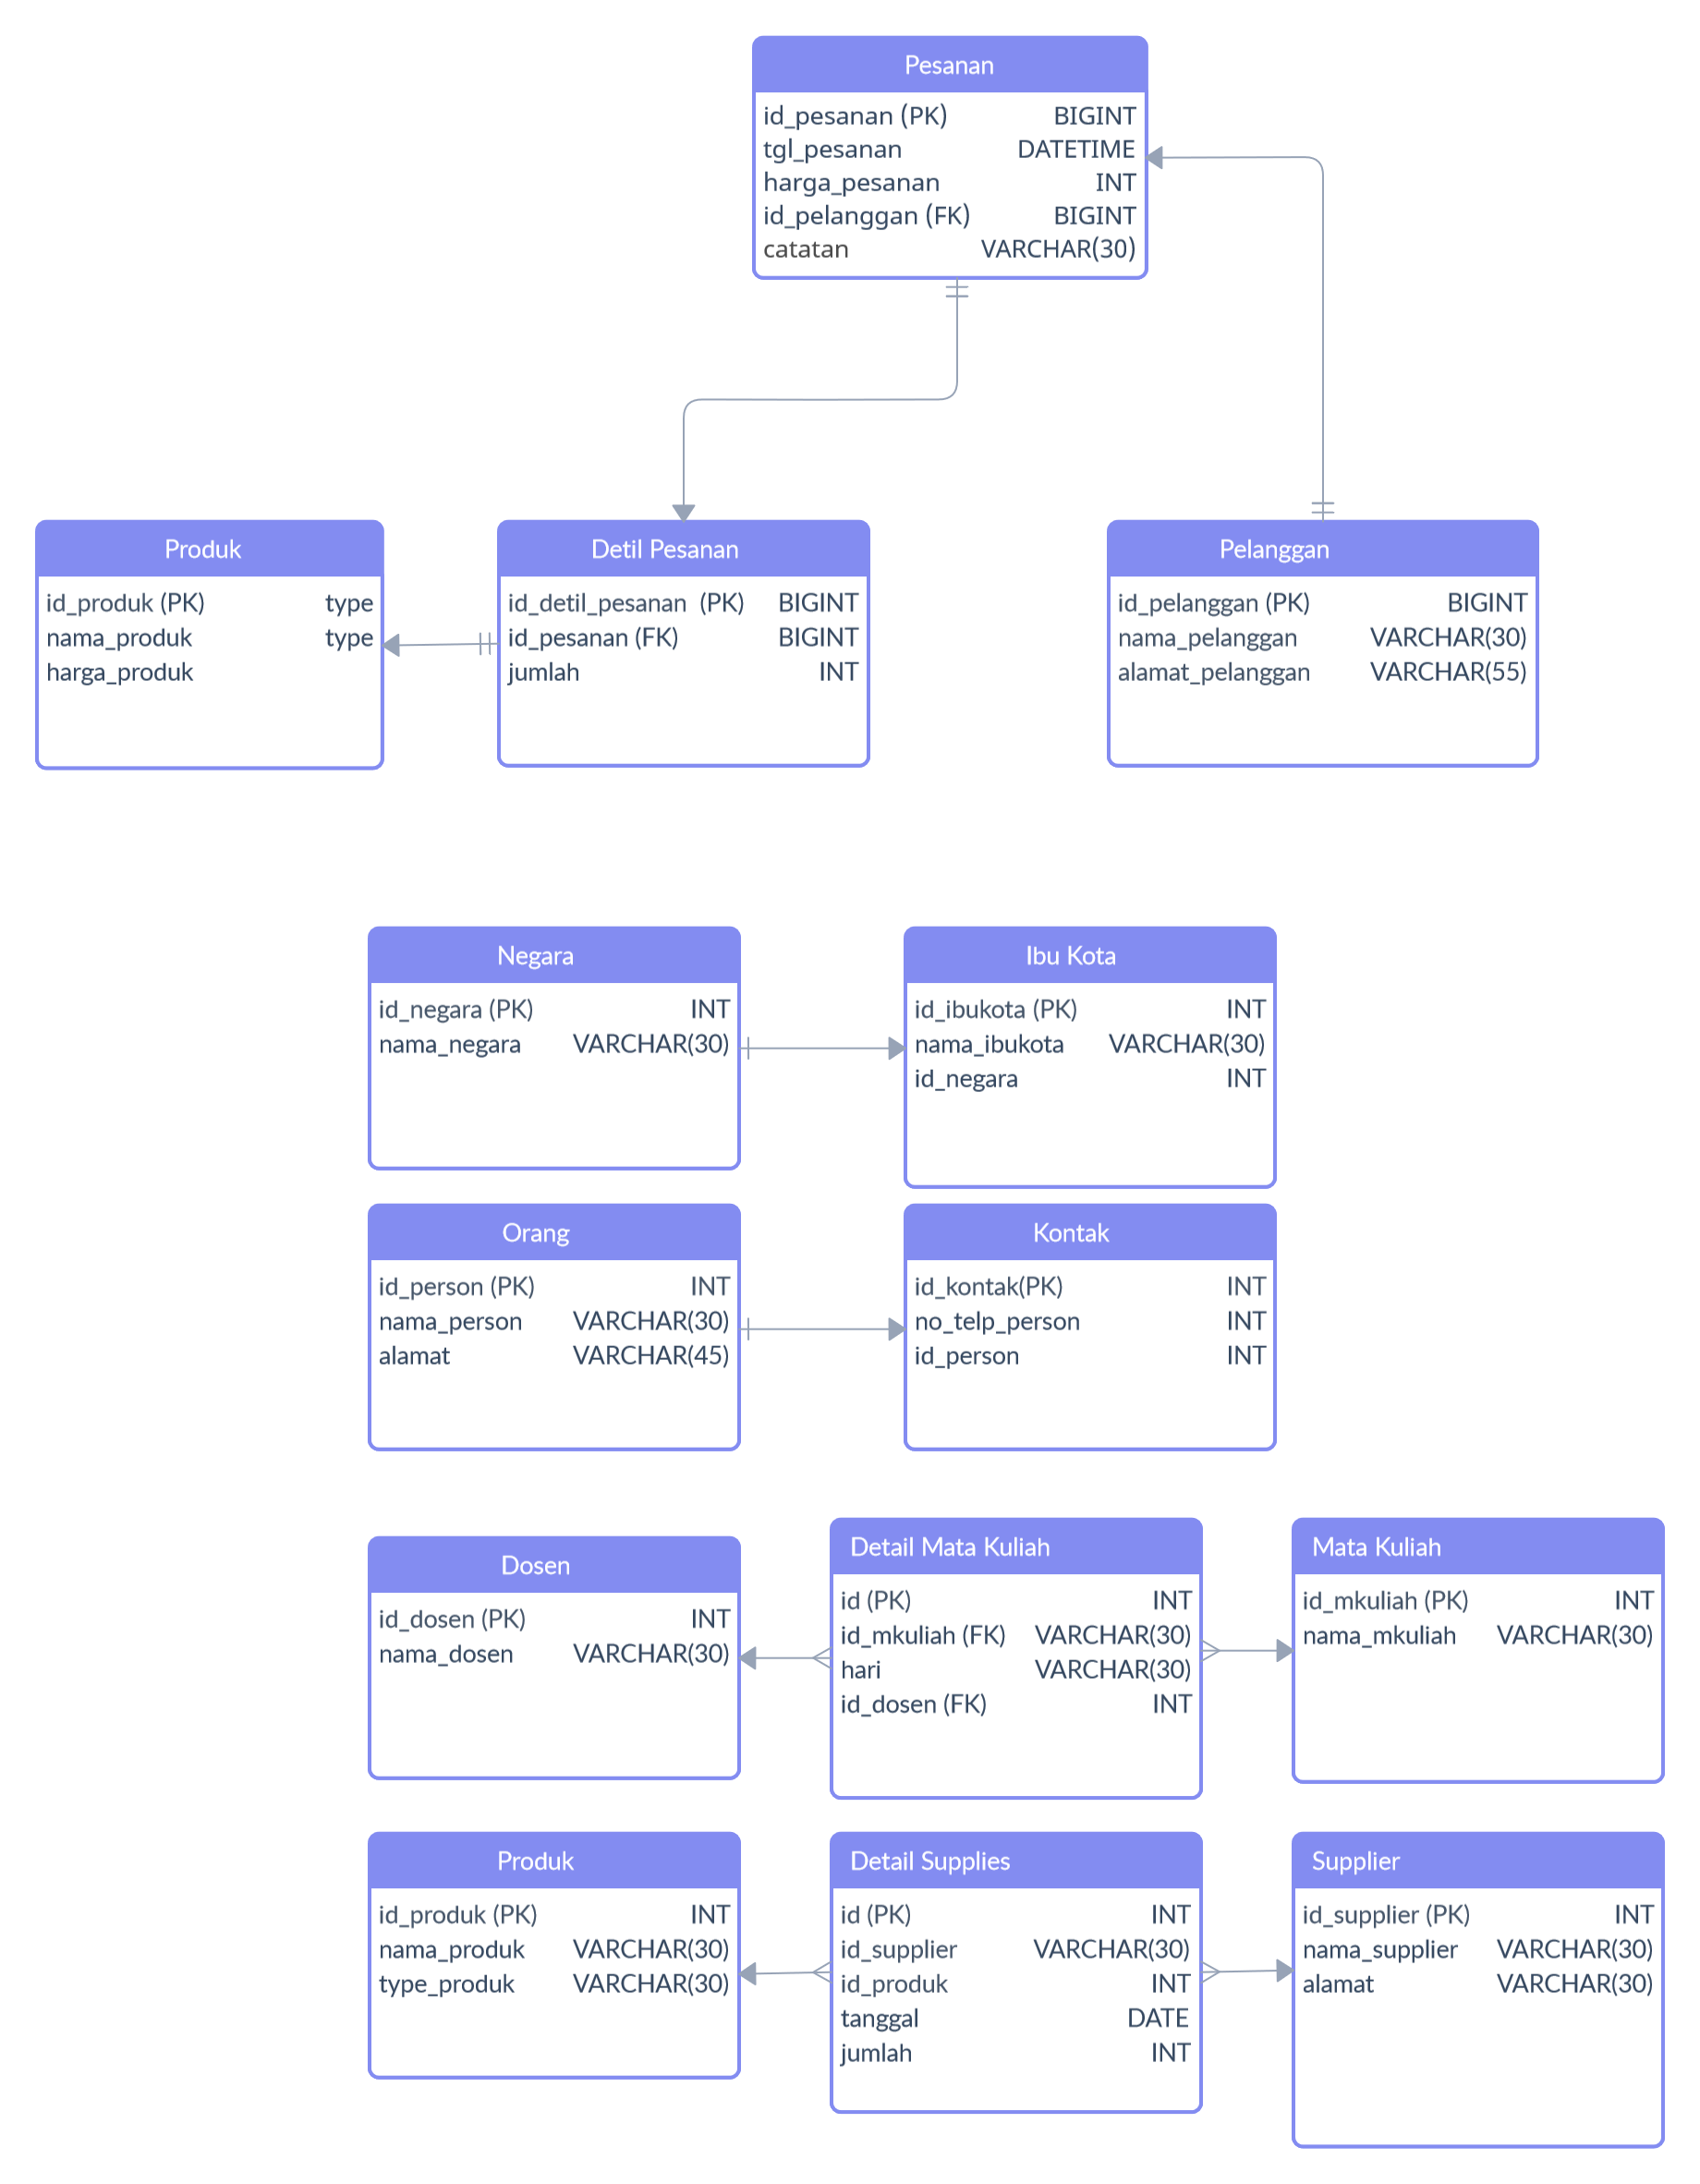 Pesanan
id_pesanan (PK) BIGINT
tgl_pesanan DATETIME
harga_pesanan INT
id_pelanggan (FK) BIGINT
catatan VARCHAR(30)
Produk
id_produk (PK) type
nama_produk type
harga_produk
Detil Pesanan
id_detil_pesanan (PK) BIGINT
id_pesanan (FK) BIGINT
jumlah INT
Pelanggan
id_pelanggan (PK) BIGINT
nama_pelanggan VARCHAR(30)
alamat_pelanggan VARCHAR(55)
Negara
id_negara (PK) INT
nama_negara VARCHAR(30)
Ibu Kota
id_ibukota (PK) INT
nama_ibukota VARCHAR(30)
id_negara INT
Orang
id_person (PK) INT
nama_person VARCHAR(30)
alamat VARCHAR(45)
Kontak
id_kontak(PK) INT
no_telp_person INT
id_person INT
Dosen
id_dosen (PK) INT
nama_dosen VARCHAR(30)
Detail Mata Kuliah
id (PK) INT
id_mkuliah (FK) VARCHAR(30)
hari VARCHAR(30)
id_dosen (FK) INT
Mata Kuliah
id_mkuliah (PK) INT
nama_mkuliah VARCHAR(30)
Produk
id_produk (PK) INT
nama_produk VARCHAR(30)
type_produk VARCHAR(30)
Detail Supplies
id (PK) INT
id_supplier VARCHAR(30)
id_produk INT
tanggal DATE
jumlah INT
Supplier
id_supplier (PK) INT
nama_supplier VARCHAR(30)
alamat VARCHAR(30)